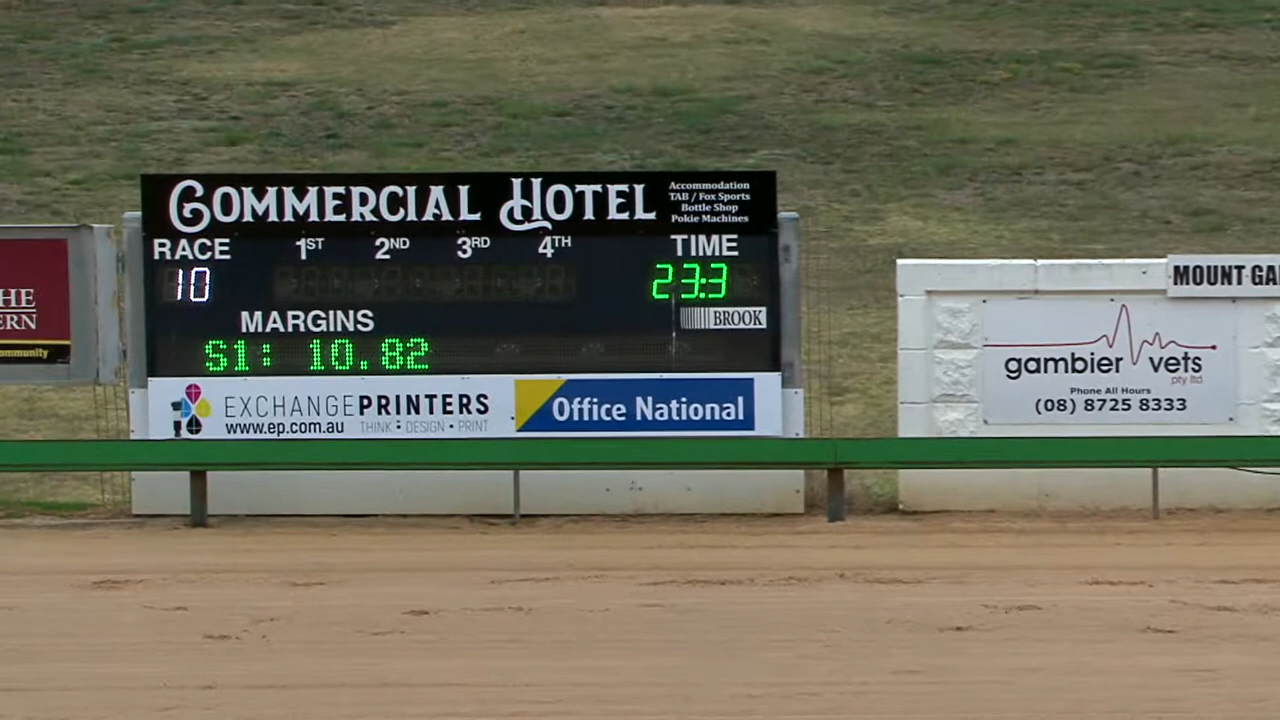 COMMERCIAL HOTEL
Accommodation
TAB / Fox Sports
Bottle Shop
Pokie Machines
RACE 1ST 2ND 3RD 4TH TIME
10 23:3
MARGINS
BROOK
S1: 10.82
EXCHANGEPRINTERS
www.ep.com.au THINK • DESIGN • PRINT
Office National
HE
ERN
ommunity
MOUNT GA
gambier vets
pty ltd
Phone All Hours
(08) 8725 8333